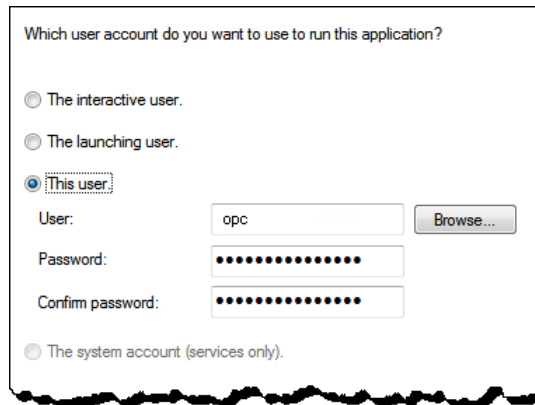 Which user account do you want to use to run this application?
The interactive user.
The launching user.
This user.
User: opc Browse...
Password: •••••••••••••••
Confirm password: •••••••••••••••
The system account (services only).